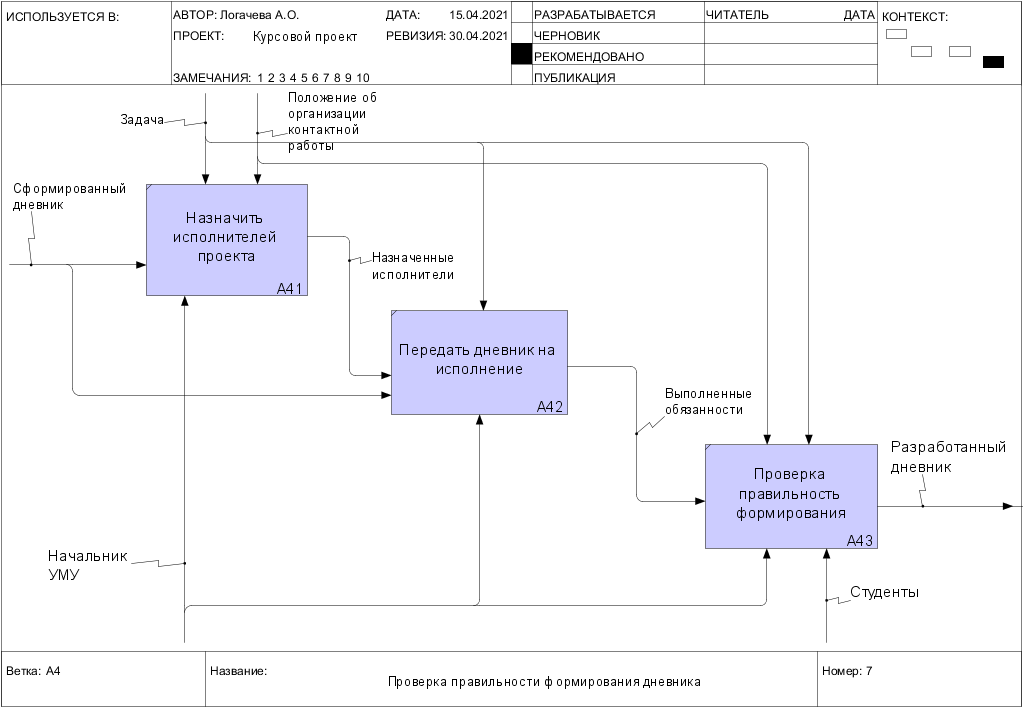 ИСПОЛЬЗУЕТСЯ В:
АВТОР: Логачева А.О.
ДАТА: 15.04.2021
РАЗРАБАТЫВАЕТСЯ
ЧИТАТЕЛЬ
ДАТА
КОНТЕКСТ:
ПРОЕКТ: Курсовой проект
РЕВИЗИЯ: 30.04.2021
ЧЕРНОВИК
РЕКОМЕНДОВАНО
ЗАМЕЧАНИЯ: 1 2 3 4 5 6 7 8 9 10
ПУБЛИКАЦИЯ
Задача
Положение об
организации
контактной
работы
Сформированный
дневник
Назначить
исполнителей
проекта
A41
Назначенные
исполнители
Передать дневник на
исполнение
A42
Выполненные
обязанности
Проверка
правильность
формирования
A43
Разработанный
дневник
Начальник
УМУ
Студенты
Ветка: A4
Название:
Проверка правильности формирования дневника
Номер: 7